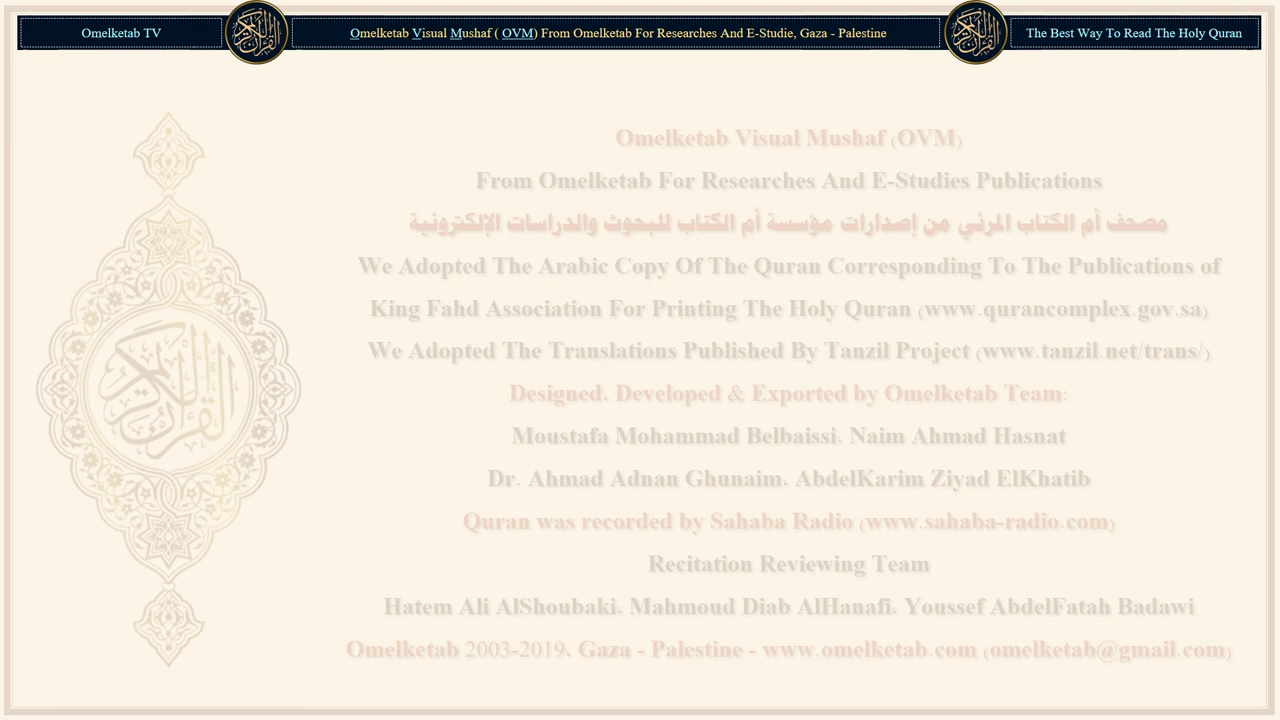 Omelketab TV
Omelketab Visual Mushaf ( OVM) From Omelketab For Researches And E-Studie, Gaza - Palestine
The Best Way To Read The Holy Quran
Omelketab Visual Mushaf (OVM)
From Omelketab For Researches And E-Studies Publications
مصحف أم الكتاب المرئي من إصدارات مؤسسة أم الكتاب للبحوث والدراسات الإلكترونية
We Adopted The Arabic Copy Of The Quran Corresponding To The Publications of
King Fahd Association For Printing The Holy Quran (www.qurancomplex.gov.sa)
We Adopted The Translations Published By Tanzil Project (www.tanzil.net/trans/)
Designed, Developed & Exported by Omelketab Team:
Moustafa Mohammad Belbaissi, Naim Ahmad Hasnat
Dr. Ahmad Adnan Ghunaim, AbdelKarim Ziyad ElKhatib
Quran was recorded by Sahaba Radio (www.sahaba-radio.com)
Recitation Reviewing Team
Hatem Ali AlShoubaki, Mahmoud Diab AlHanafi, Youssef AbdelFatah Badawi
Omelketab 2003-2019, Gaza - Palestine - www.omelketab.com (omelketab@gmail.com)
القرآن الكريم